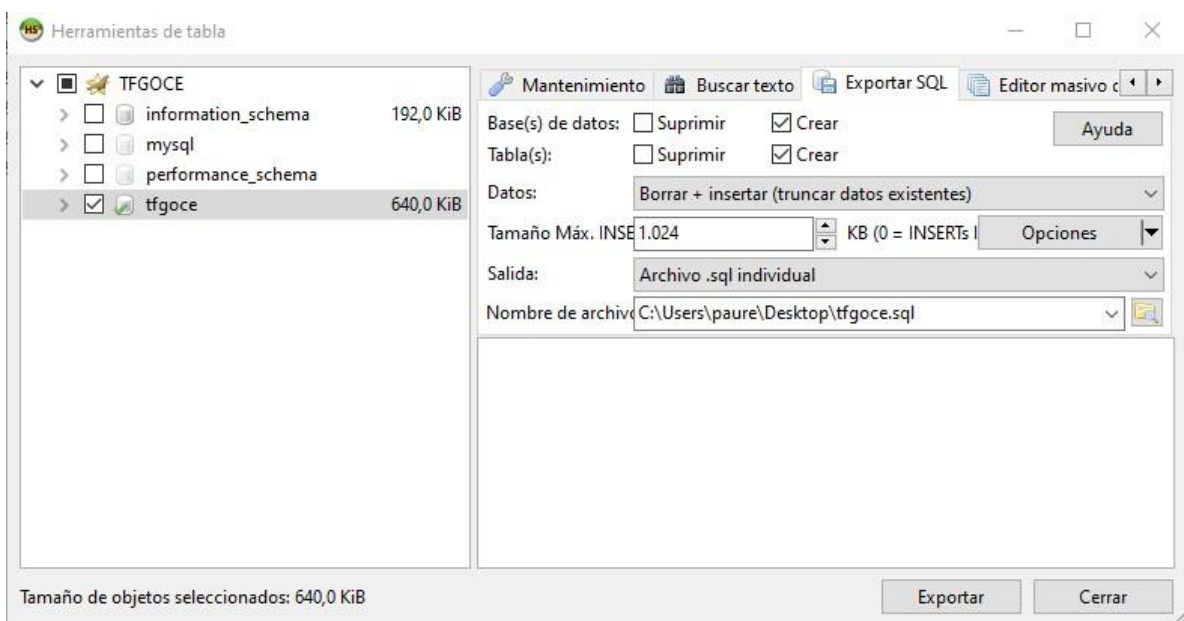 HS Herramientas de tabla
TFGOCE
information_schema 192,0 KiB
mysql
performance_schema
tfgoce 640,0 KiB
Mantenimiento Buscar texto Exportar SQL Editor masivo c
Base(s) de datos: Suprimir Crear Ayuda
Tabla(s): Suprimir Crear
Datos: Borrar + insertar (truncar datos existentes)
Tamaño Máx. INSE 1.024 KB (0 = INSERTs I Opciones
Salida: Archivo .sql individual
Nombre de archivo C:\Users\paure\Desktop\tfgoce.sql
Tamaño de objetos seleccionados: 640,0 KiB Exportar Cerrar